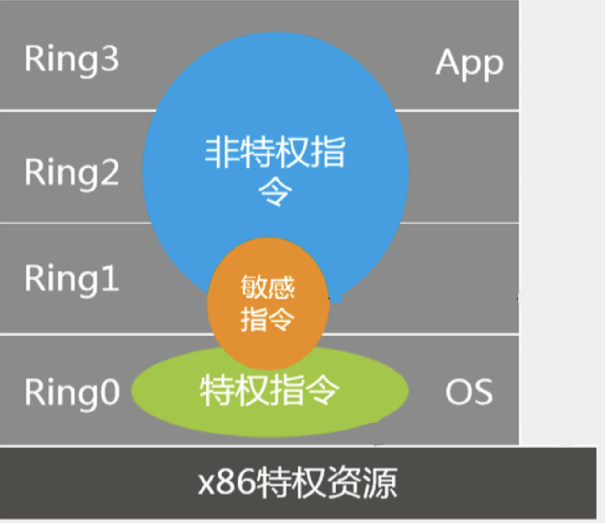 Ring3
App
Ring2
非特权指
令
Ring1
敏感
指令
Ring0
特权指令
OS
x86特权资源